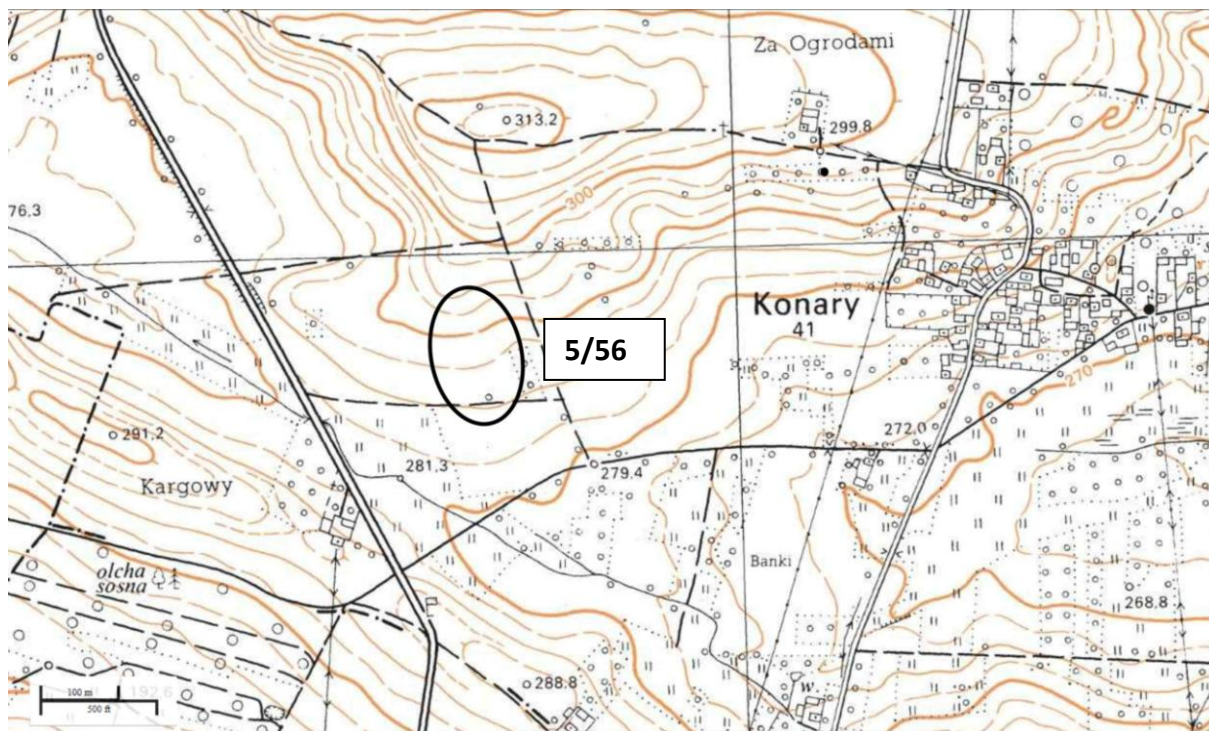 Za Ogrodami
313.2
299.8
300
76,3
Konary
41
5/56
270
291,2
281,3
272,0
279.4
Kargowy
Banki
olcha
sosna
268,8
288.8
w
100 m
192,6
500 ft